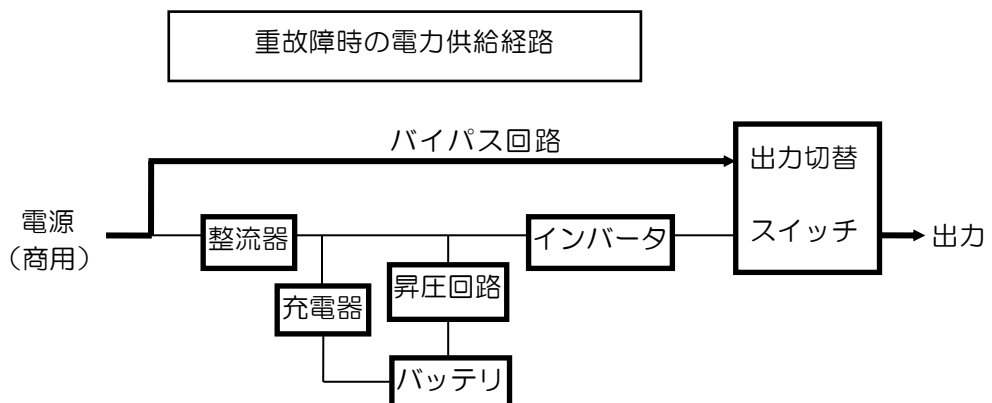 重故障時の電力供給経路
バイパス回路
出力切替
スイッチ
電源
（商用）
整流器
インバータ
出力
充電器
昇圧回路
バッテリ